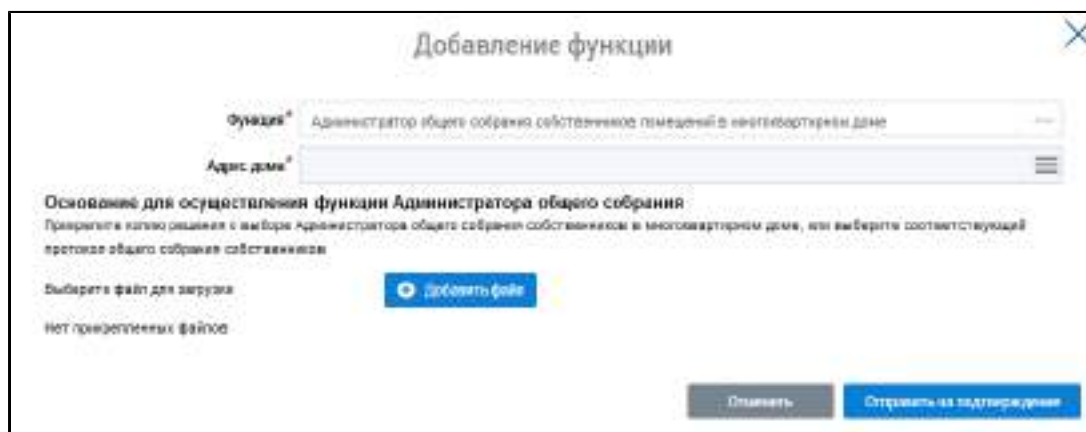 Добавление функции
Функция* Администратор общего собрания собственников помещений в многоквартирном доме
Адрес дома*
Основание для осуществления функции Администратора общего собрания
Прикрепите копию решения о выборе Администратора общего собрания собственников в многоквартирном доме, или выберите соответствующий
протокол общего собрания собственников
Выберите файл для загрузки Добавить файл
Нет прикрепленных файлов
Отменить Отправить на подтверждение